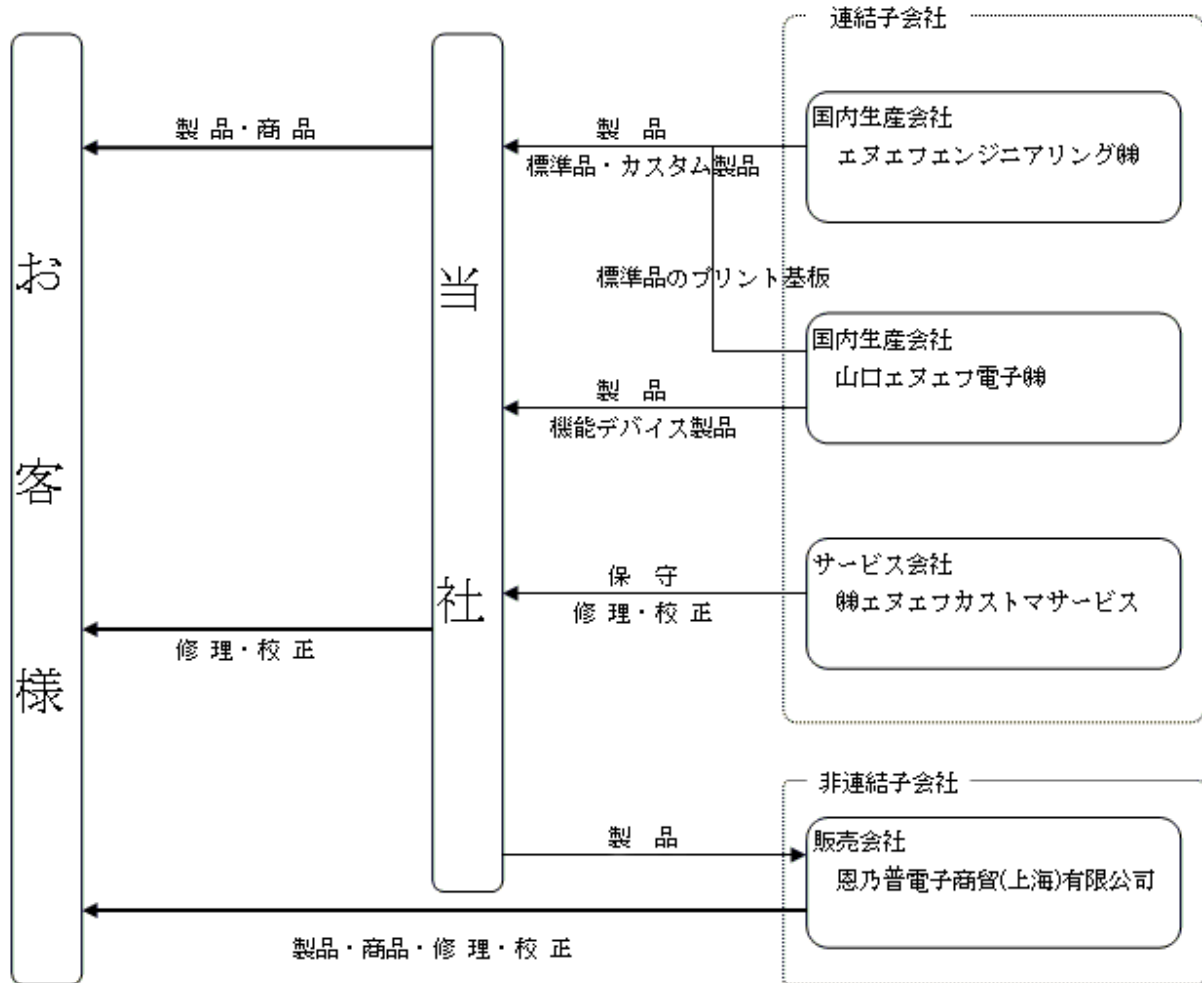 連結子会社
国内生産会社
エヌエフエンジニアリング㈱
製品・商品
製 品
標準品・カスタム製品
標準品のプリント基板
お客様
当社
国内生産会社
山口エヌエフ電子㈱
製 品
機能デバイス製品
サービス会社
㈱エヌエフカストマサービス
保 守
修理・校正
修理・校正
非連結子会社
製 品
販売会社
恩乃普電子商貿(上海)有限公司
製品・商品・修理・校正